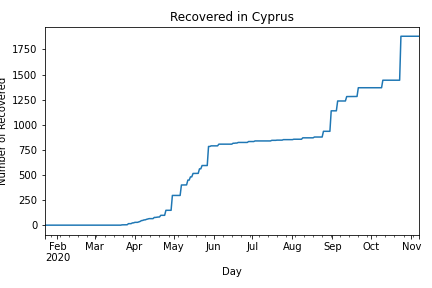 Recovered in Cyprus
Number of Recovered
1750
1500
1250
1000
750
500
250
0
Feb Mar Apr May Jun Jul Aug Sep Oct Nov
2020
Day